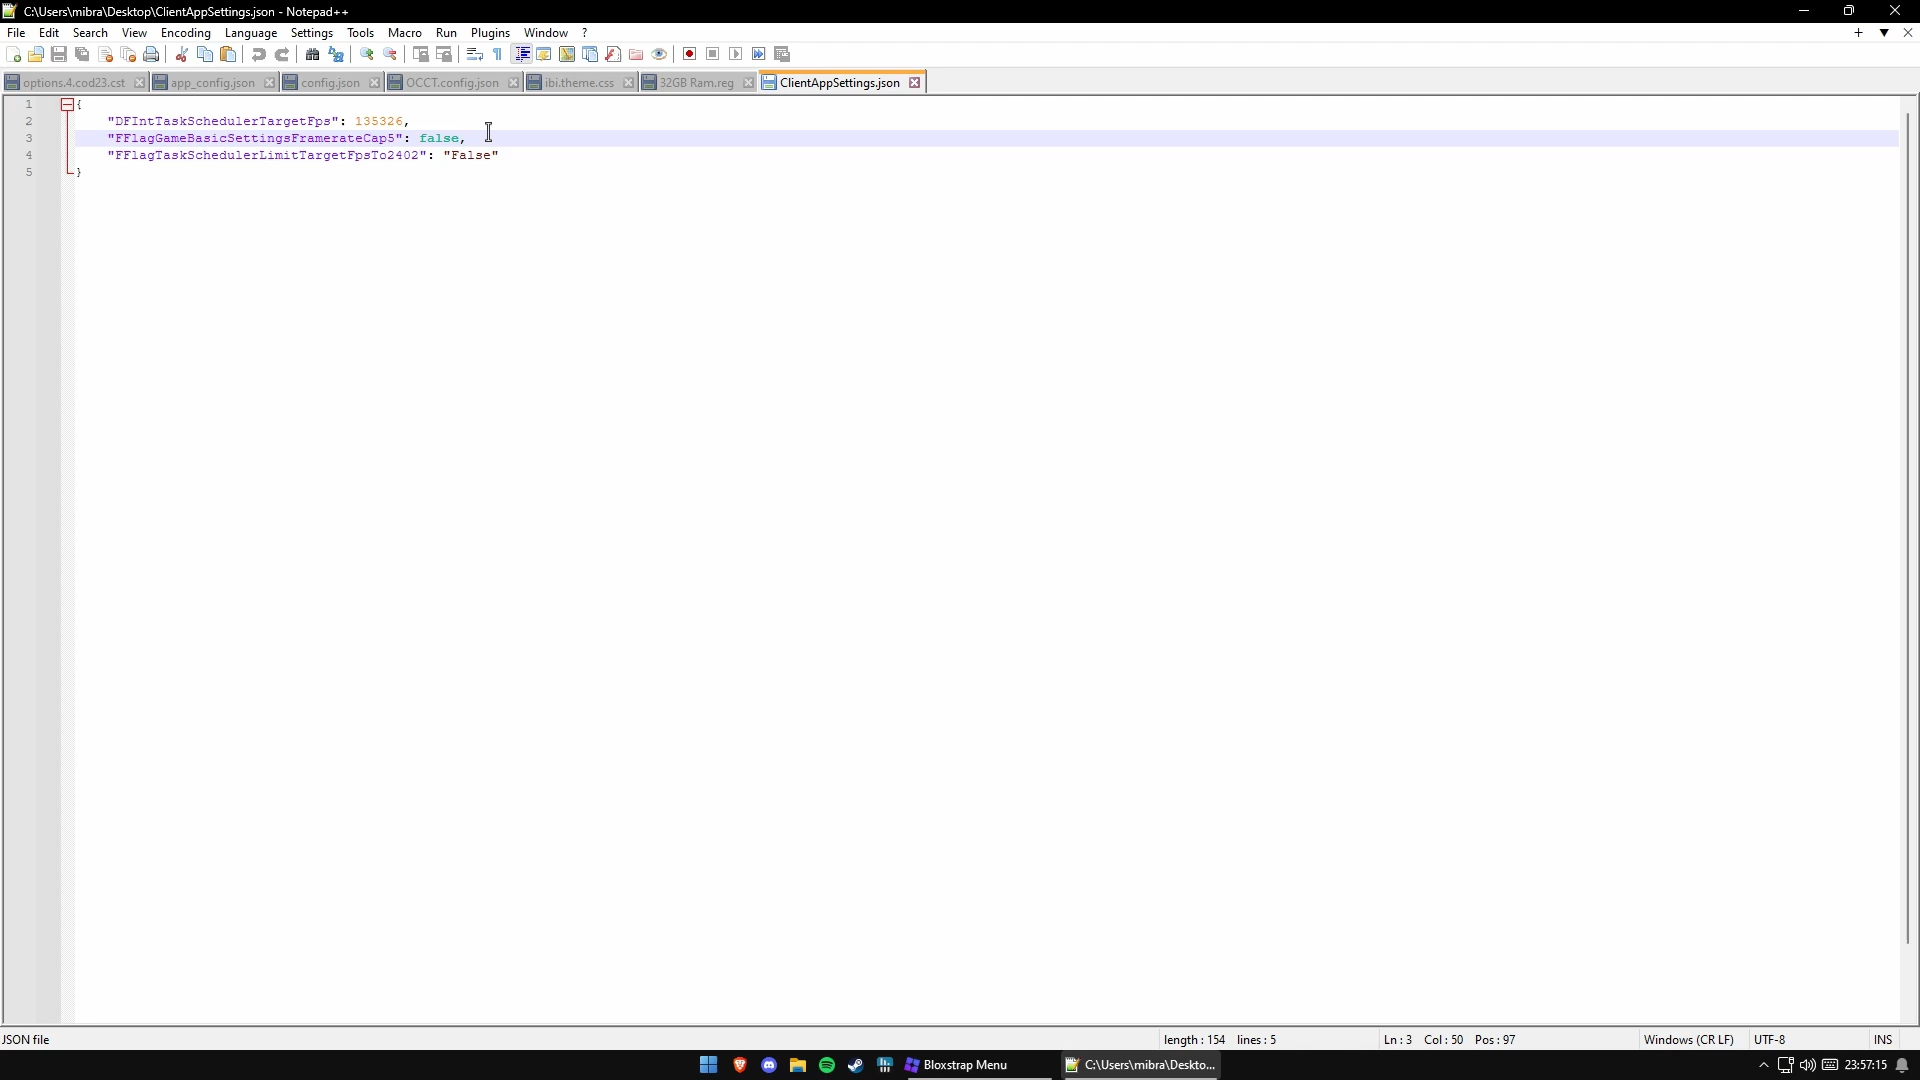 C:\Users\mibra\Desktop\ClientAppSettings.json - Notepad++
File Edit Search View Encoding Language Settings Tools Macro Run Plugins Window ?
options.4.cod23.cst app_config.json config.json OCCT.config.json ibi.theme.css 32GB Ram.reg ClientAppSettings.json
1 {
2 "DFIntTaskSchedulerTargetFps": 135326,
3 "FFlagGameBasicSettingsFramerateCap5": false,
4 "FFlagTaskSchedulerLimitTargetFpsTo2402": "False"
5 }
JSON file length : 154 lines : 5 Ln : 3 Col : 50 Pos : 97 Windows (CR LF) UTF-8 INS
Bloxstrap Menu C:\Users\mibra\Deskto... 23:57:15